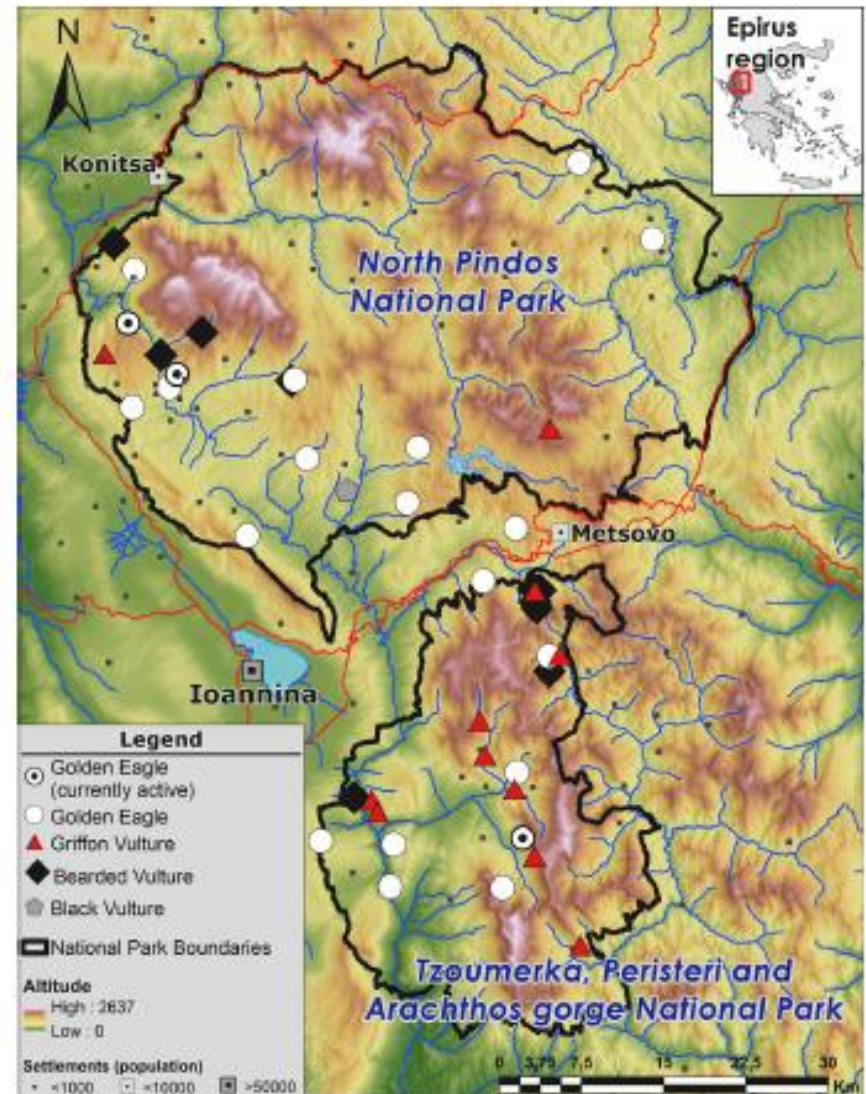 N
Epirus
region
Konitsa
North Pindos
National Park
Metsovo
Ioannina
Legend
Golden Eagle
(currently active)
Golden Eagle
Griffon Vulture
Bearded Vulture
Black Vulture
National Park Boundaries
Altitude
High : 2637
Low : 0
Settlements (population)
<1000 <10000 >50000
Tzoumerka, Peristeri and
Arachthos gorge National Park
0 3,75 7,5 15 22,5 30
Km